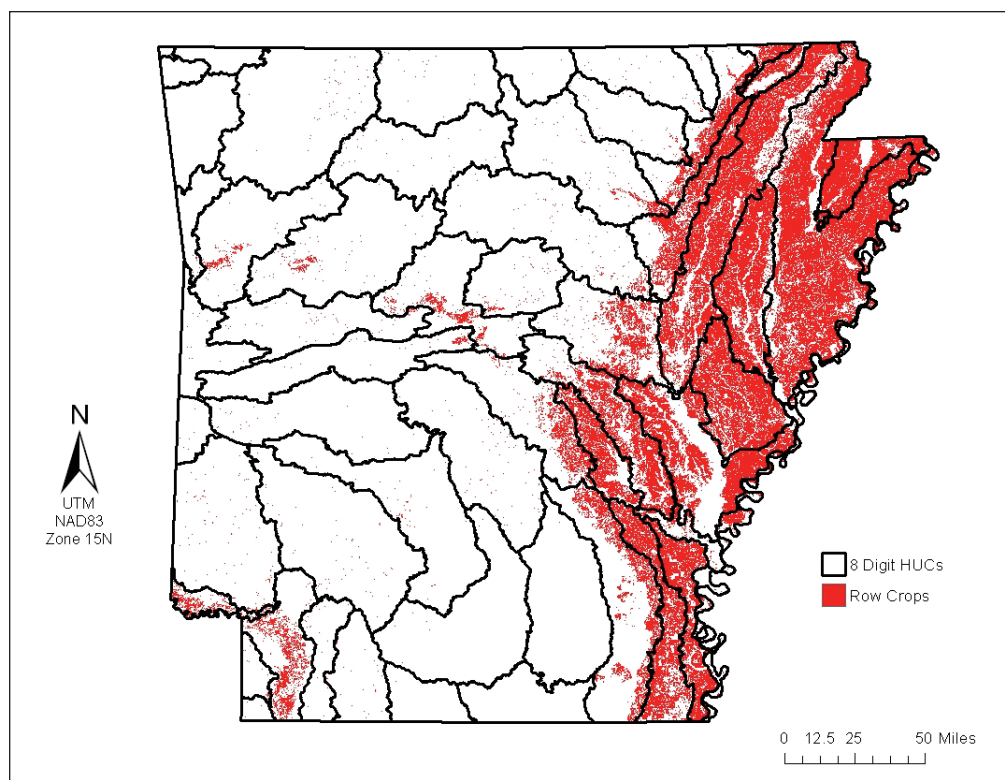 N
UTM
NAD83
Zone 15N
8 Digit HUCs
Row Crops
0 12.5 25 50 Miles